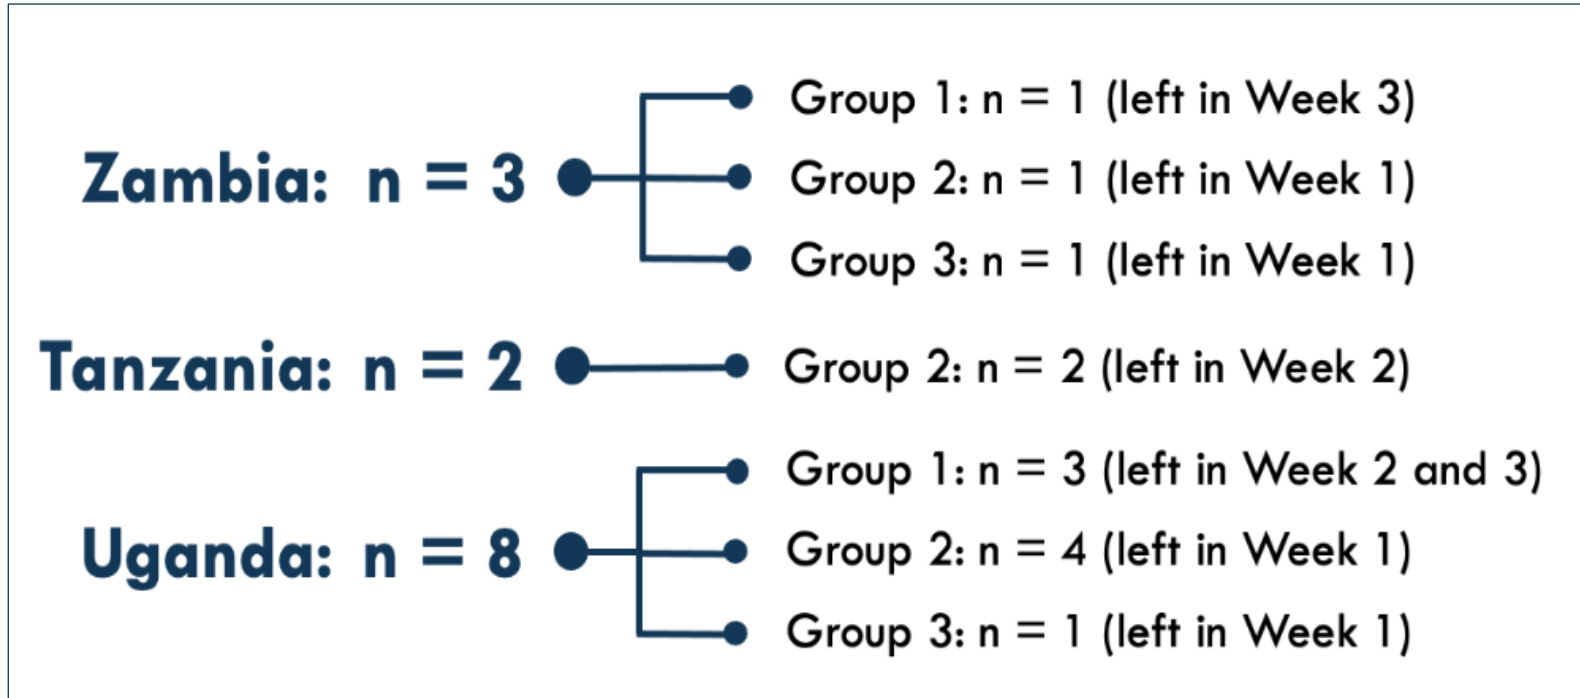 Zambia: n = 3
Group 1: n = 1 (left in Week 3)
Group 2: n = 1 (left in Week 1)
Group 3: n = 1 (left in Week 1)
Tanzania: n = 2
Group 2: n = 2 (left in Week 2)
Uganda: n = 8
Group 1: n = 3 (left in Week 2 and 3)
Group 2: n = 4 (left in Week 1)
Group 3: n = 1 (left in Week 1)